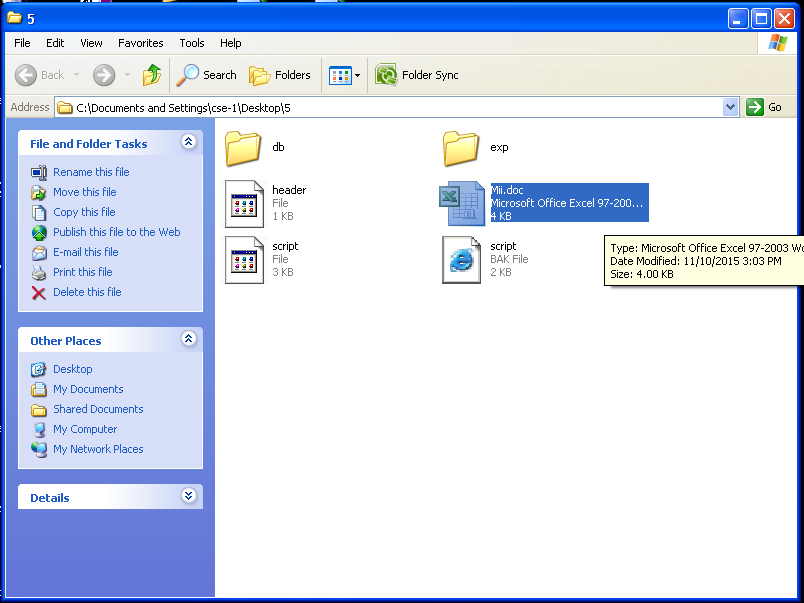 5
File Edit View Favorites Tools Help
Back Search Folders Folder Sync
Address C:\Documents and Settings\cse-1\Desktop\5 Go
File and Folder Tasks
Rename this file
Move this file
Copy this file
Publish this file to the Web
E-mail this file
Print this file
Delete this file
Other Places
Desktop
My Documents
Shared Documents
My Computer
My Network Places
Details
db
exp
header
File
1 KB
Mii.doc
Microsoft Office Excel 97-200...
4 KB
script
File
3 KB
script
BAK File
2 KB
Type: Microsoft Office Excel 97-2003 Wo
Date Modified: 11/10/2015 3:03 PM
Size: 4.00 KB